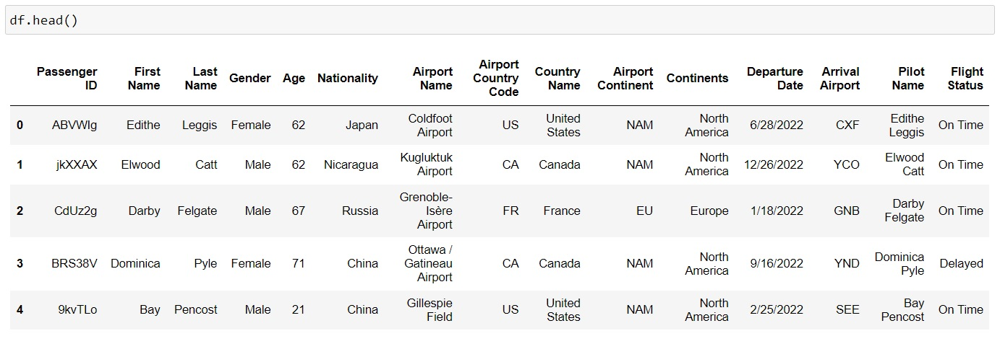 df.head()
Passenger ID First Name Last Name Gender Age Nationality Airport Name Airport Country Code Country Name Airport Continent Continents Departure Date Arrival Airport Pilot Name Flight Status
0 ABVWIg Edithe Leggis Female 62 Japan Coldfoot Airport US United States NAM North America 6/28/2022 CXF Edithe Leggis On Time
1 jkXXAX Elwood Catt Male 62 Nicaragua Kugluktuk Airport CA Canada NAM North America 12/26/2022 YCO Elwood Catt On Time
2 CdUz2g Darby Felgate Male 67 Russia Grenoble-Isère Airport FR France EU Europe 1/18/2022 GNB Darby Felgate On Time
3 BRS38V Dominica Pyle Female 71 China Ottawa / Gatineau Airport CA Canada NAM North America 9/16/2022 YND Dominica Pyle Delayed
4 9kvTLo Bay Pencost Male 21 China Gillespie Field US United States NAM North America 2/25/2022 SEE Bay Pencost On Time